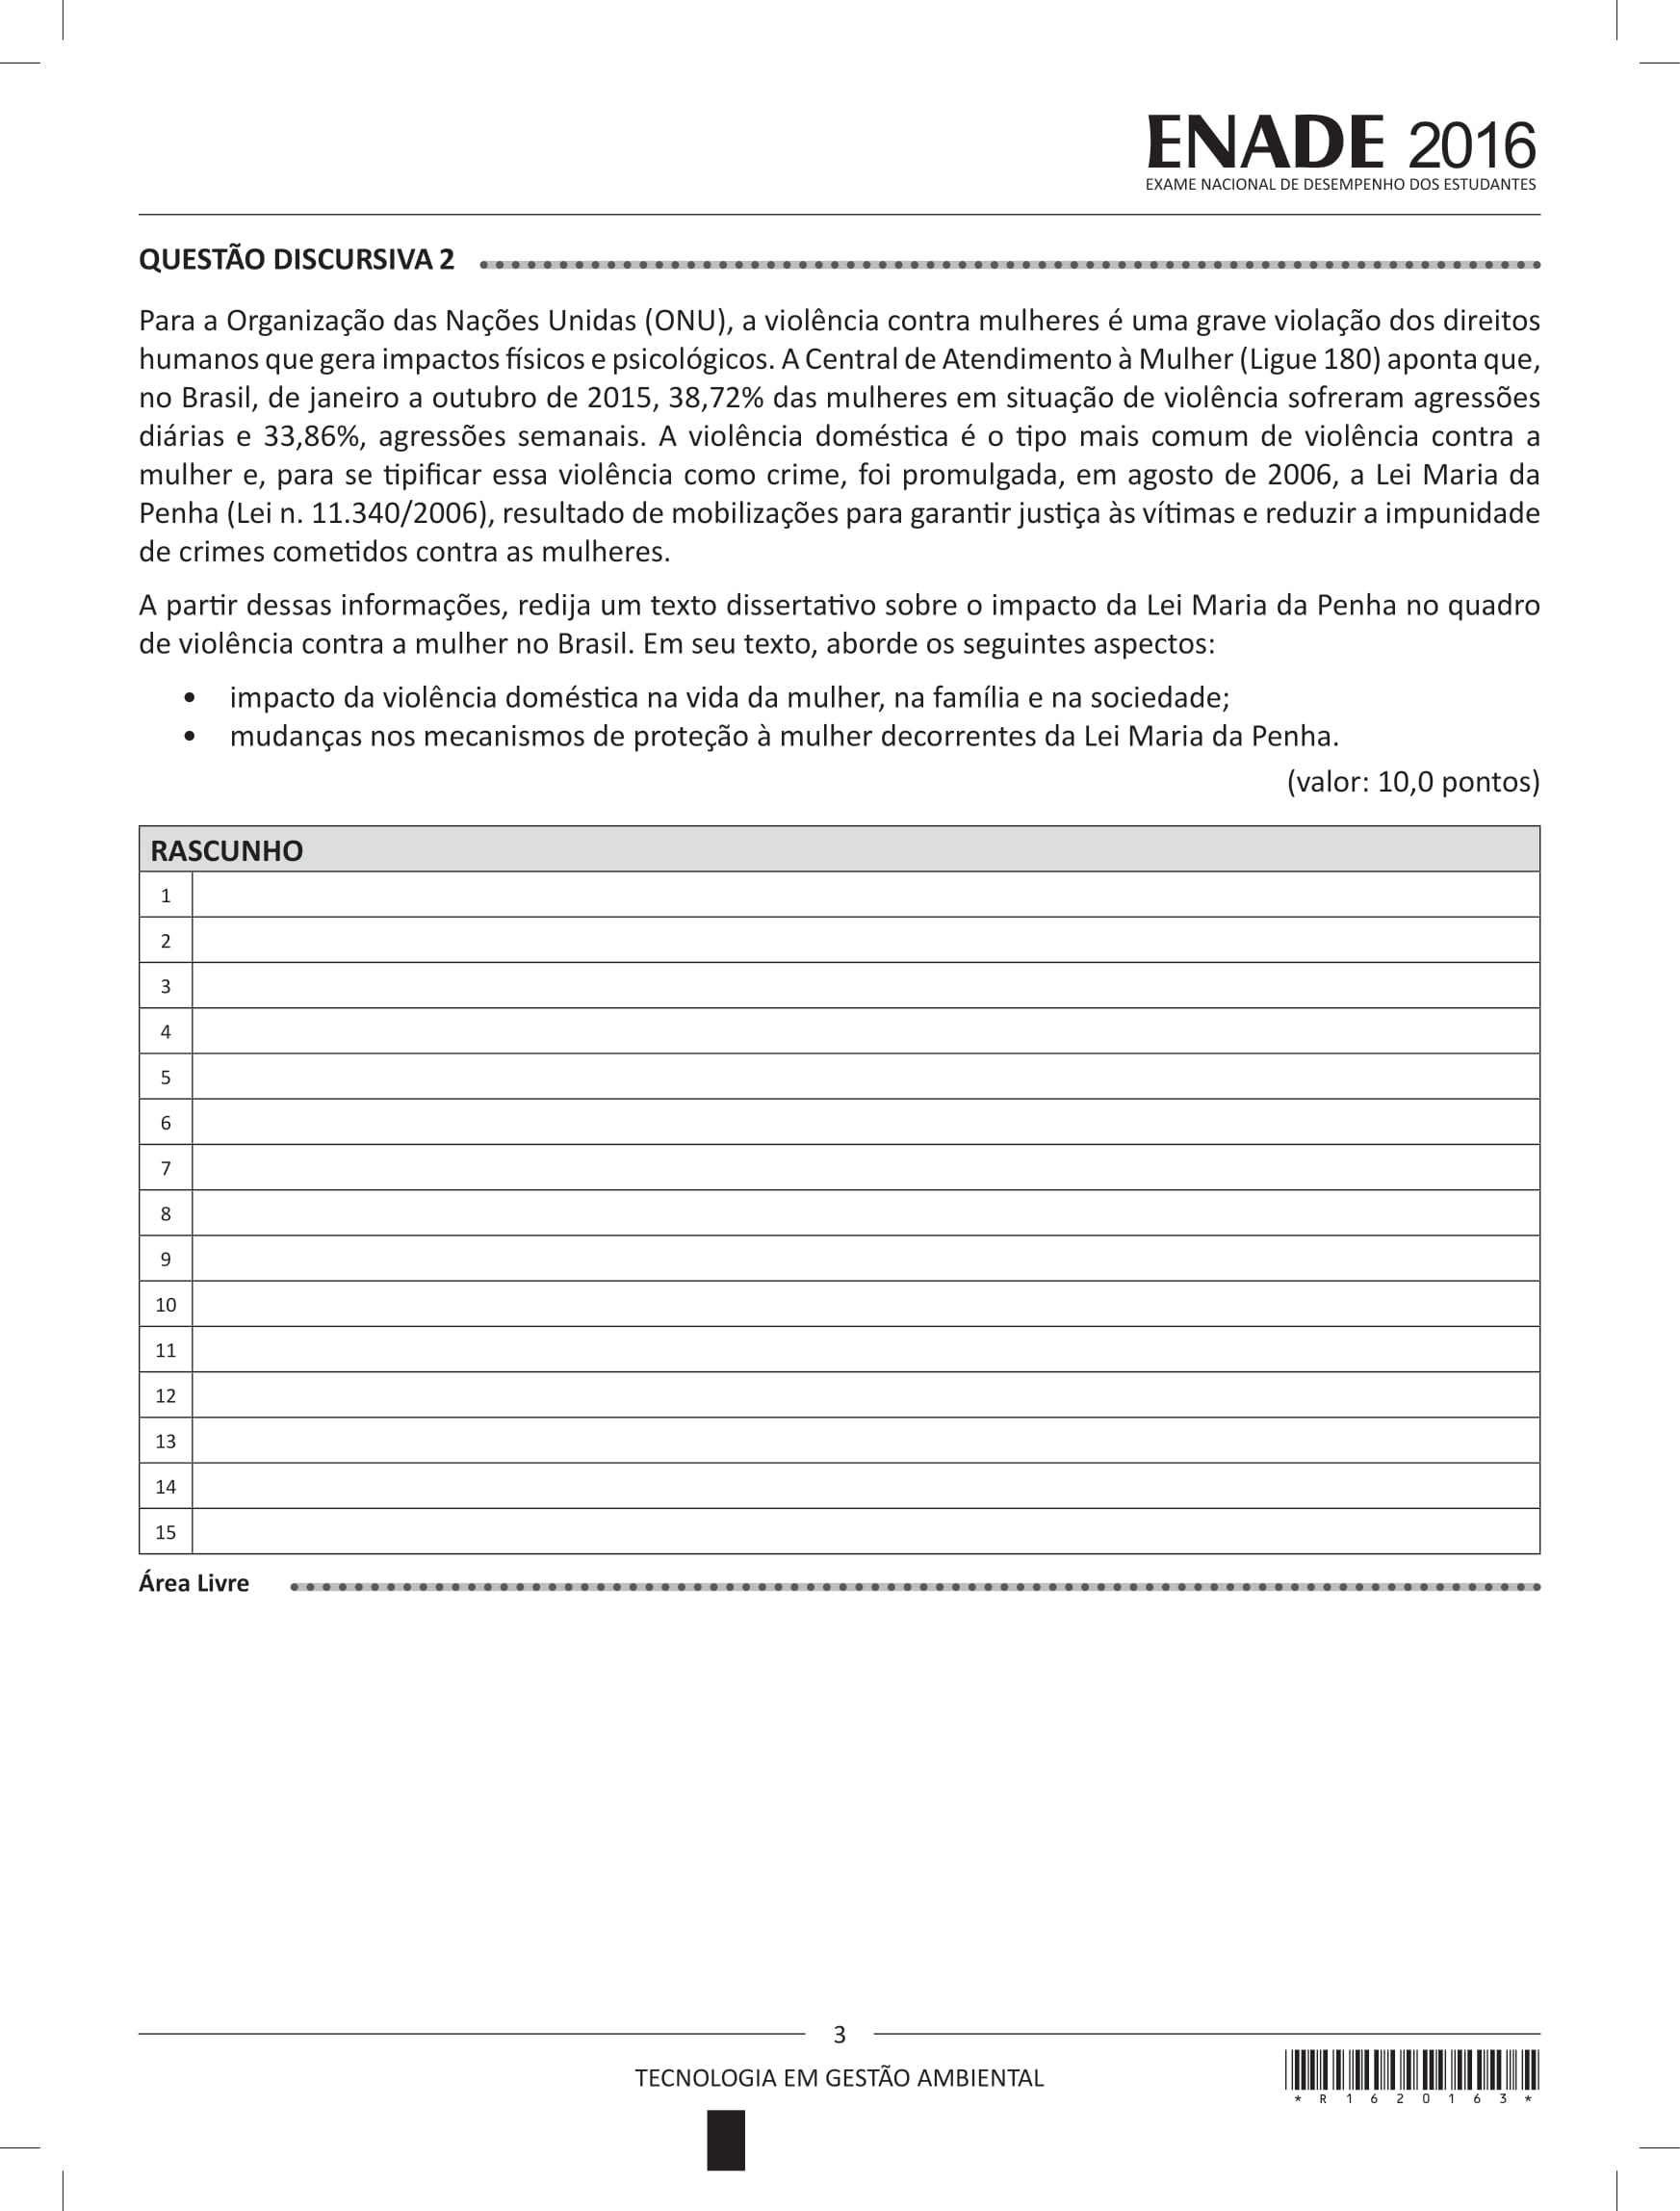 ENADE 2016
EXAME NACIONAL DE DESEMPENHO DOS ESTUDANTES
QUESTÃO DISCURSIVA 2
Para a Organização das Nações Unidas (ONU), a violência contra mulheres é uma grave violação dos direitos
humanos que gera impactos físicos e psicológicos. A Central de Atendimento à Mulher (Ligue 180) aponta que,
no Brasil, de janeiro a outubro de 2015, 38,72% das mulheres em situação de violência sofreram agressões
diárias e 33,86%, agressões semanais. A violência doméstica é o tipo mais comum de violência contra a
mulher e, para se tipificar essa violência como crime, foi promulgada, em agosto de 2006, a Lei Maria da
Penha (Lei n. 11.340/2006), resultado de mobilizações para garantir justiça às vítimas e reduzir a impunidade
de crimes cometidos contra as mulheres.
A partir dessas informações, redija um texto dissertativo sobre o impacto da Lei Maria da Penha no quadro
de violência contra a mulher no Brasil. Em seu texto, aborde os seguintes aspectos:
• impacto da violência doméstica na vida da mulher, na família e na sociedade;
• mudanças nos mecanismos de proteção à mulher decorrentes da Lei Maria da Penha.
(valor: 10,0 pontos)
RASCUNHO
1
2
3
4
5
6
7
8
9
10
11
12
13
14
15
Área Livre
3
TECNOLOGIA EM GESTÃO AMBIENTAL
* R 1 6 2 0 1 6 3 *